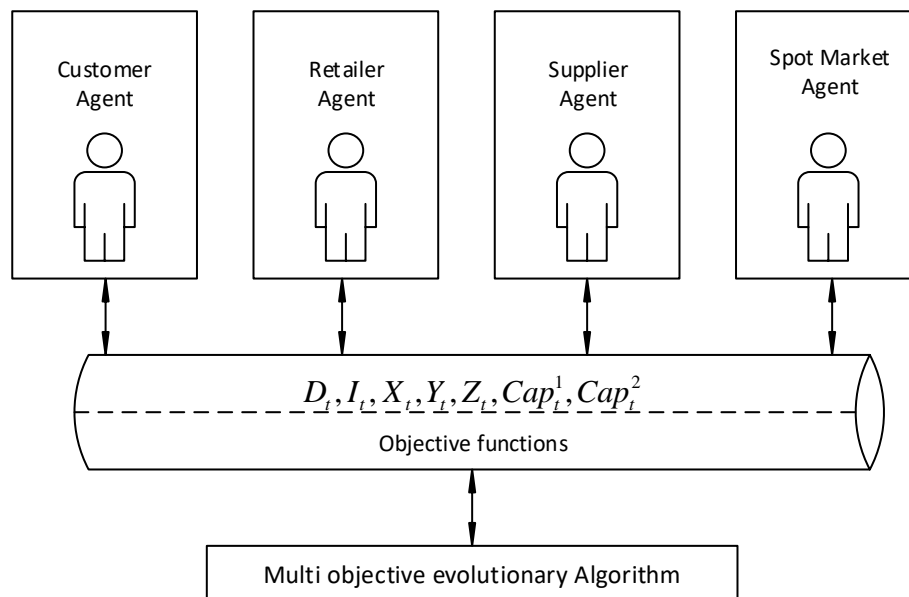 Customer
Agent
Retailer
Agent
Supplier
Agent
Spot Market
Agent
D_t, I_t, X_t, Y_t, Z_t, Cap_t^1, Cap_t^2
Objective functions
Multi objective evolutionary Algorithm